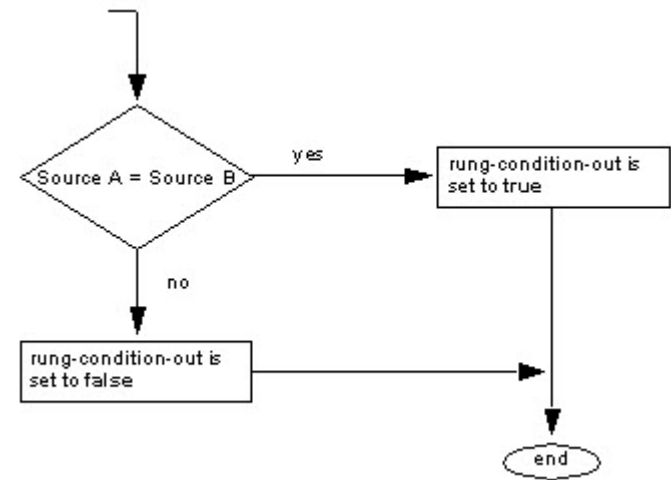 Source A = Source B
yes
rung-condition-out is
set to true
no
rung-condition-out is
set to false
end